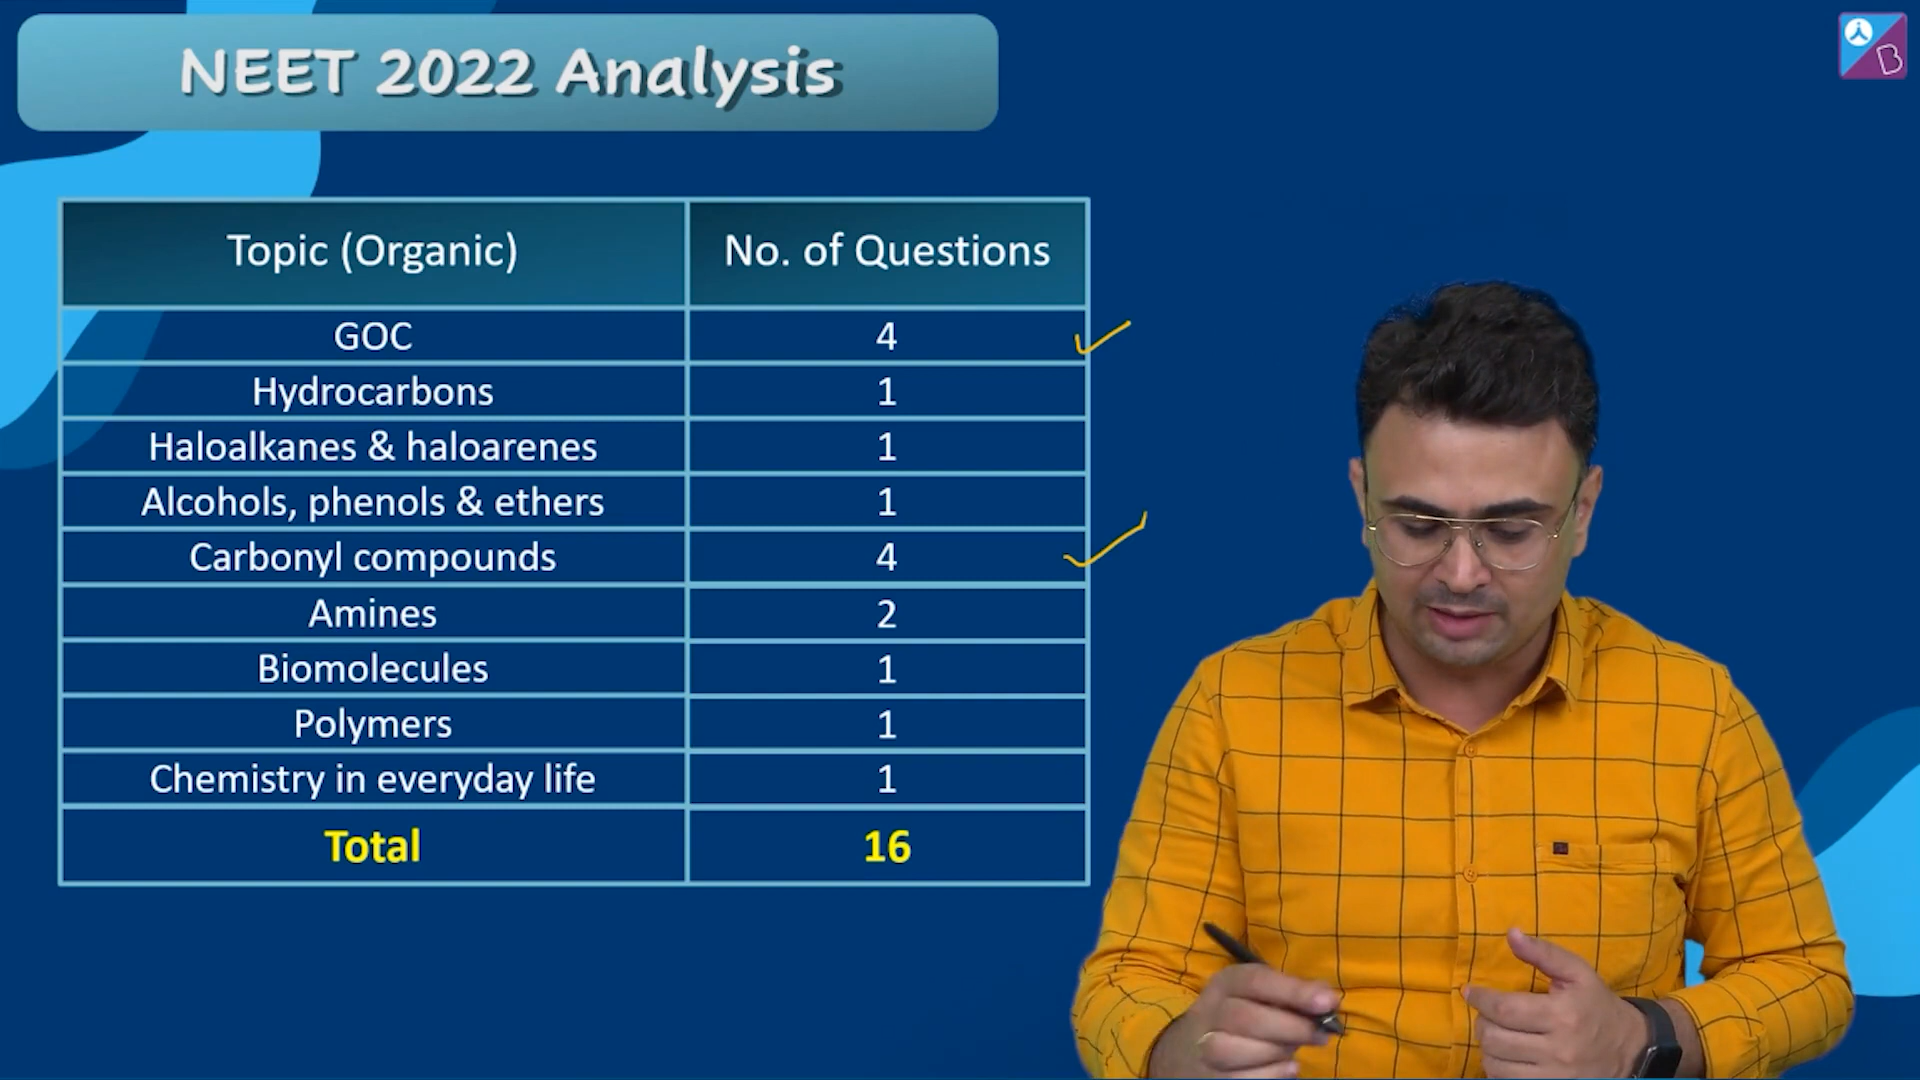 NEET 2022 Analysis
B
Topic (Organic) No. of Questions
GOC 4
Hydrocarbons 1
Haloalkanes & haloarenes 1
Alcohols, phenols & ethers 1
Carbonyl compounds 4
Amines 2
Biomolecules 1
Polymers 1
Chemistry in everyday life 1
Total 16